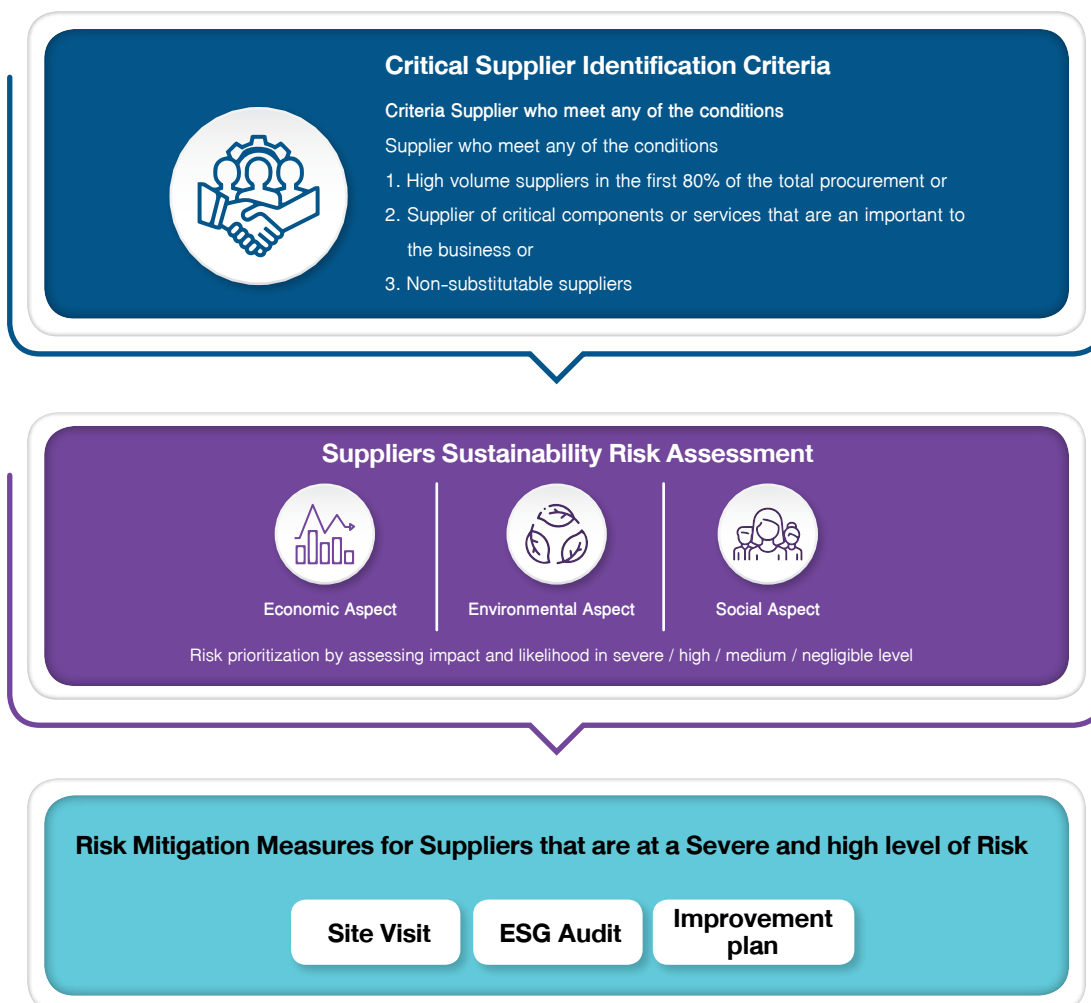 Critical Supplier Identification Criteria
Criteria Supplier who meet any of the conditions
Supplier who meet any of the conditions
1. High volume suppliers in the first 80% of the total procurement or
2. Supplier of critical components or services that are an important to
the business or
3. Non-substitutable suppliers
Suppliers Sustainability Risk Assessment
Economic Aspect
Environmental Aspect
Social Aspect
Risk prioritization by assessing impact and likelihood in severe / high / medium / negligible level
Risk Mitigation Measures for Suppliers that are at a Severe and high level of Risk
Site Visit
ESG Audit
Improvement
plan